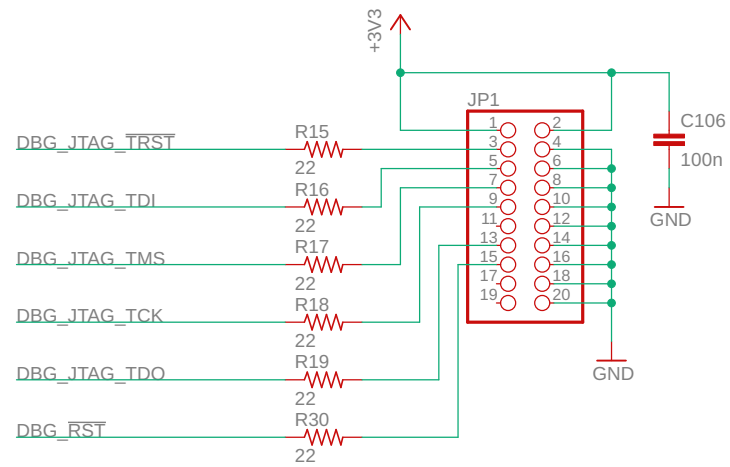 +3V3
JP1
1 2
3 4
5 6
7 8
9 10
11 12
13 14
15 16
17 18
19 20
C106
100n
GND
GND
DBG_JTAG_TRST
R15
22
DBG_JTAG_TDI
R16
22
DBG_JTAG_TMS
R17
22
DBG_JTAG_TCK
R18
22
DBG_JTAG_TDO
R19
22
DBG_RST
R30
22